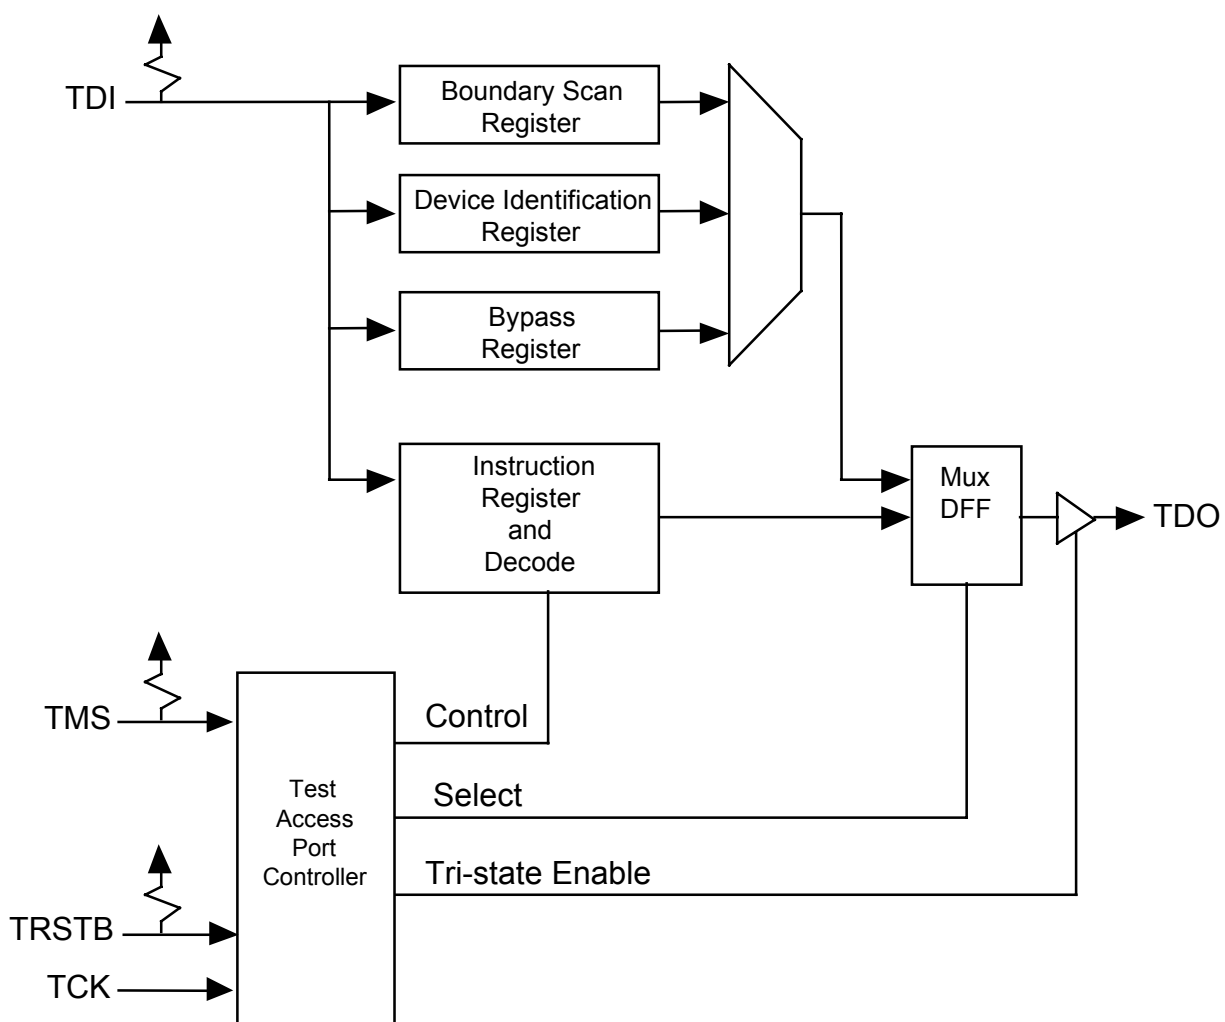 TDI
Boundary Scan
Register
Device Identification
Register
Bypass
Register
Instruction
Register
and
Decode
Mux
DFF
TDO
TMS
Control
Select
Tri-state Enable
Test
Access
Port
Controller
TRSTB
TCK